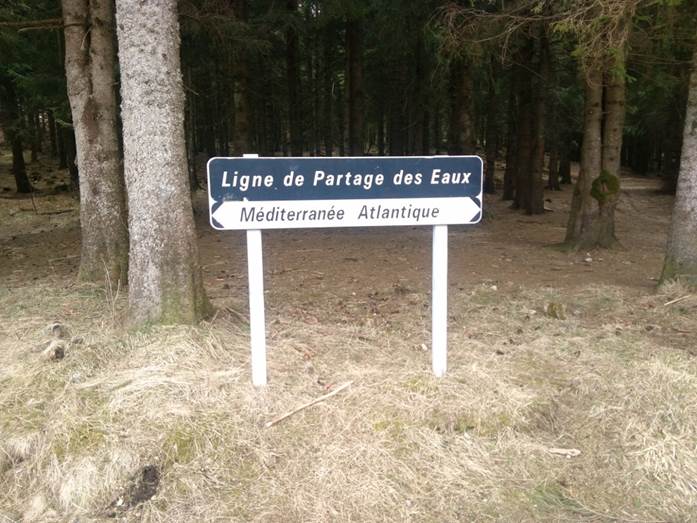 Ligne de Partage des Eaux
Méditerranée Atlantique